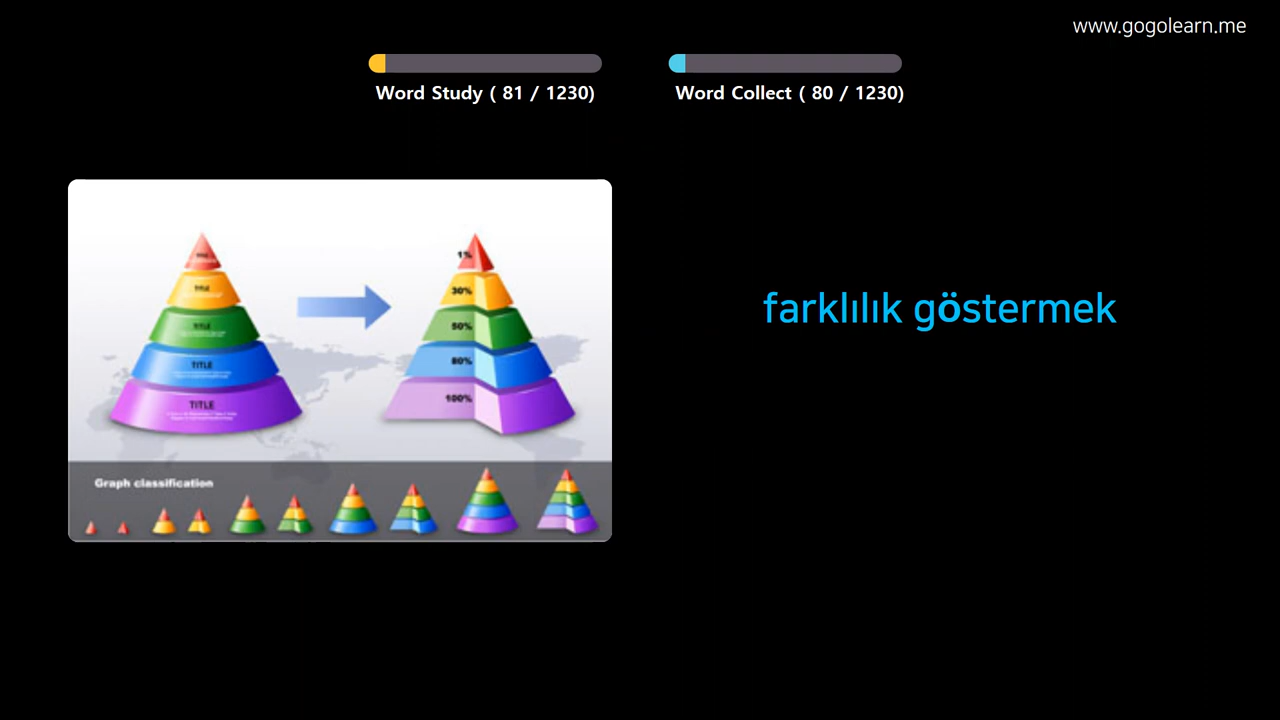 www.gogolearn.me
Word Study ( 81 / 1230)
Word Collect ( 80 / 1230)
farklılık göstermek
TITLE
TITLE
TITLE
TITLE
1%
30%
50%
80%
100%
Graph classification